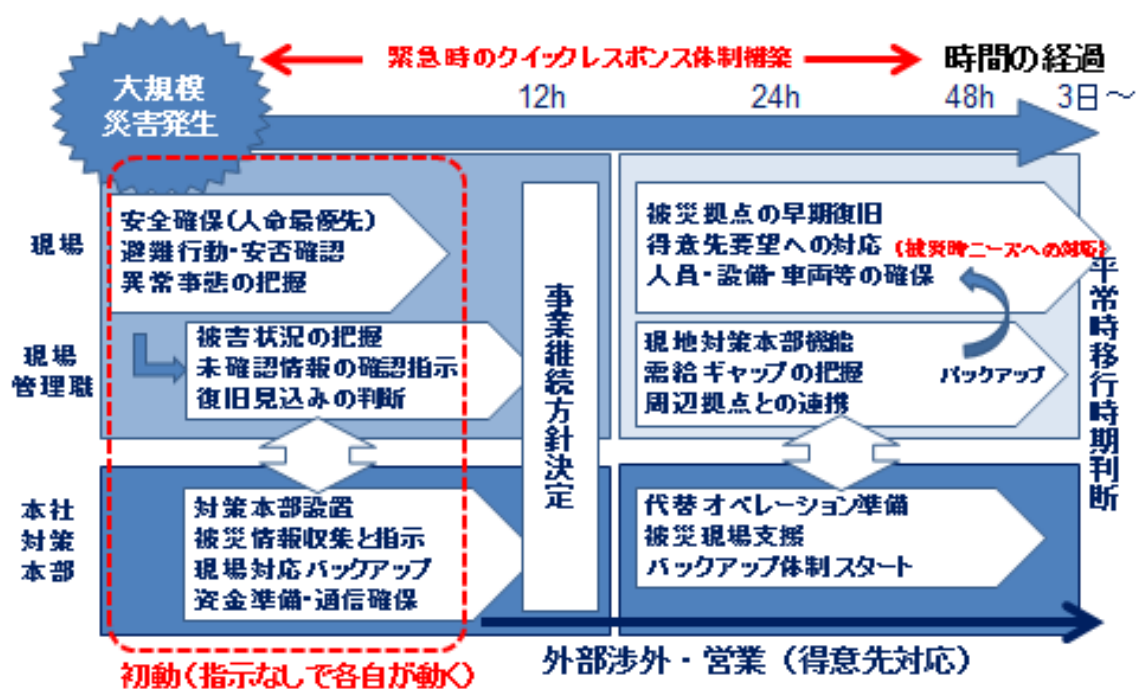 緊急時のクイックレスポンス体制構築
時間の経過
大規模
災害発生
12h
24h
48h
3日～
現場
安全確保(人命最優先)
避難行動・安否確認
異常事態の把握
現場
管理職
被害状況の把握
未確認情報の確認指示
復旧見込みの判断
本社
対策
本部
対策本部設置
被災情報収集と指示
現場対応バックアップ
資金準備・通信確保
事業継続方針決定
被災拠点の早期復旧
得意先要望への対応 (被災時ニーズへの対応)
人員・設備・車両等の確保
現地対策本部機能
需給ギャップの把握
周辺拠点との連携
バックアップ
代替オペレーション準備
被災現場支援
バックアップ体制スタート
平常時移行時期判断
初動(指示なしで各自が動く)
外部渉外・営業（得意先対応）